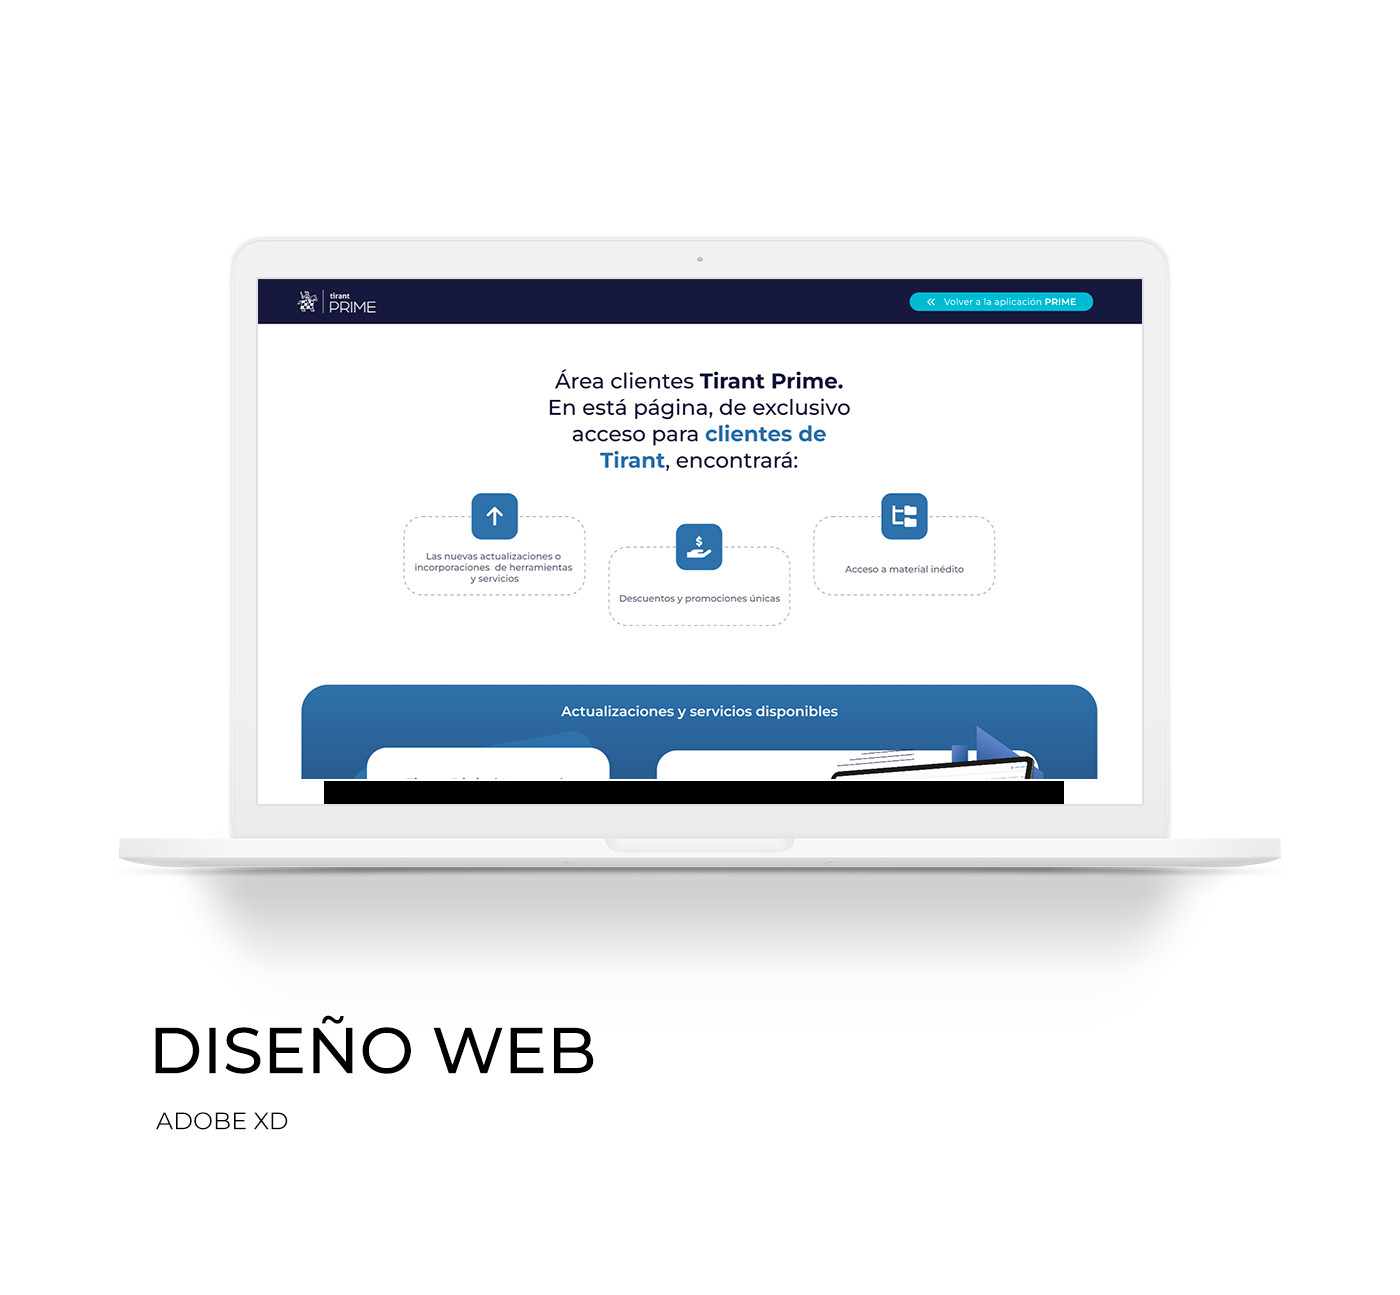 tirant
PRIME
Volver a la aplicación PRIME
Área clientes Tirant Prime.
En está página, de exclusivo
acceso para clientes de
Tirant, encontrará:
Las nuevas actualizaciones o
incorporaciones de herramientas
y servicios
Descuentos y promociones únicas
Acceso a material inédito
Actualizaciones y servicios disponibles
DISEÑO WEB
ADOBE XD